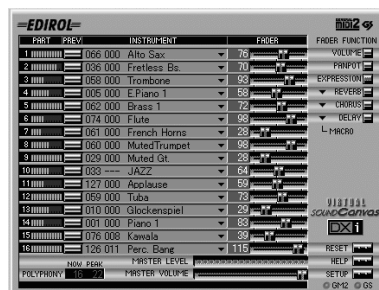 EDIROL
MIDI 2 GS
PART PREV INSTRUMENT FADER FADER FUNCTION
1 066 000 Alto Sax 76 VOLUME
2 036 000 Fretless Bs. 70 PANPOT
3 058 000 Trombone 93 EXPRESSION
4 005 000 E.Piano 1 58 REVERB
5 062 000 Brass 1 72 CHORUS
6 074 000 Flute 98 DELAY
7 061 000 French Horns 28 MACRO
8 060 000 MutedTrumpet 98
9 029 000 Muted Gt. 28
10 033 --- JAZZ 64
11 127 000 Applause 59
12 059 000 Tuba 73
13 010 000 Glockenspiel 29
14 001 000 Piano 1 83
15 076 008 Kawala 39
16 126 011 Perc. Bang 115
VIRTUAL
SOUND Canvas
DXi
RESET
HELP
SETUP
GM2 GS
NOW PEAK MASTER LEVEL
POLYPHONY 16 22 MASTER VOLUME